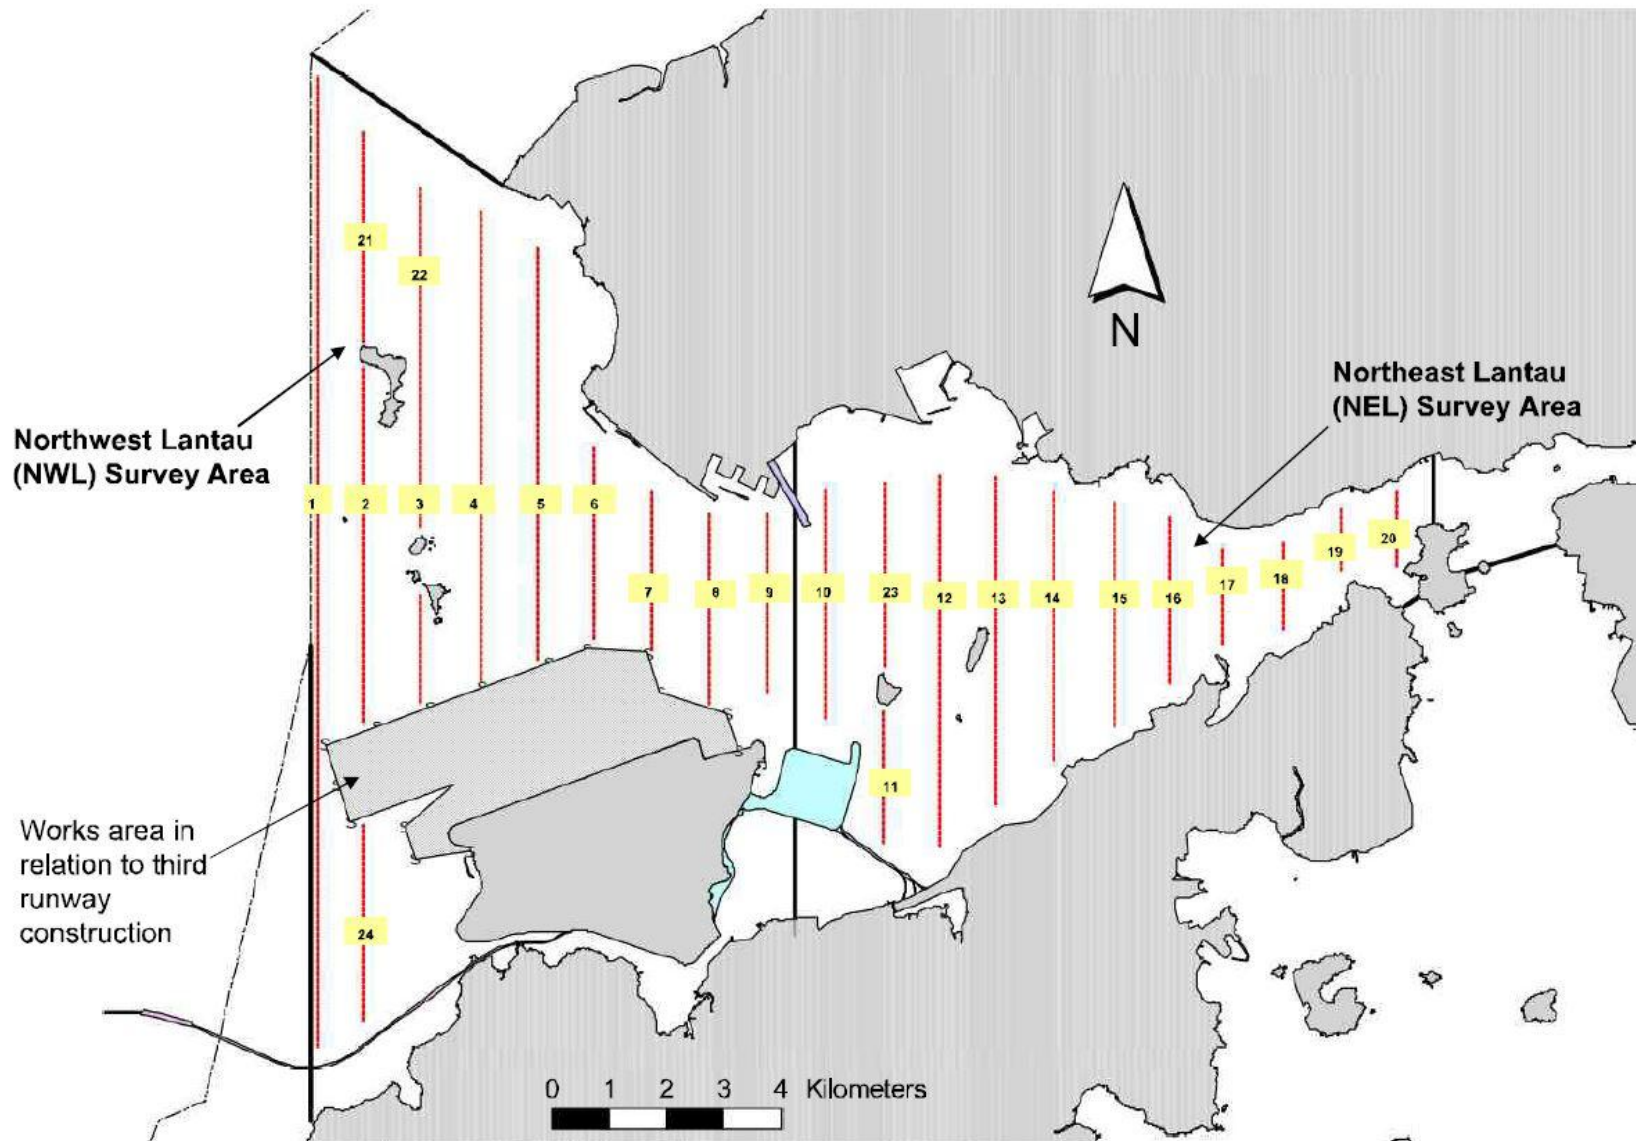 21
22
N
Northeast Lantau
(NEL) Survey Area
Northwest Lantau
(NWL) Survey Area
1 2 3 4 5 6
19 20
7 8 9 10 23 12 13 14 15 16 17 18
11
Works area in
relation to third
runway
construction
24
0 1 2 3 4 Kilometers